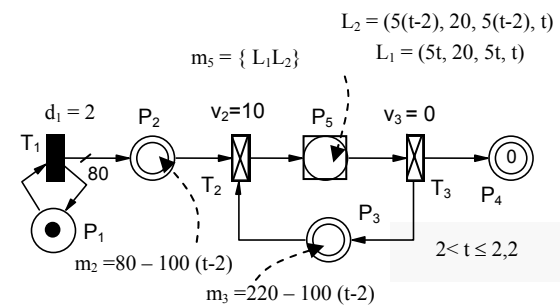 L₂ = (5(t-2), 20, 5(t-2), t)
m₅ = { L₁L₂}
L₁ = (5t, 20, 5t, t)
d₁ = 2
P₂
v₂=10
P₅
v₃ = 0
T₁
80
0
T₂
T₃
P₄
P₁
P₃
m₂ =80 – 100 (t-2)
2< t ≤ 2,2
m₃ =220 – 100 (t-2)